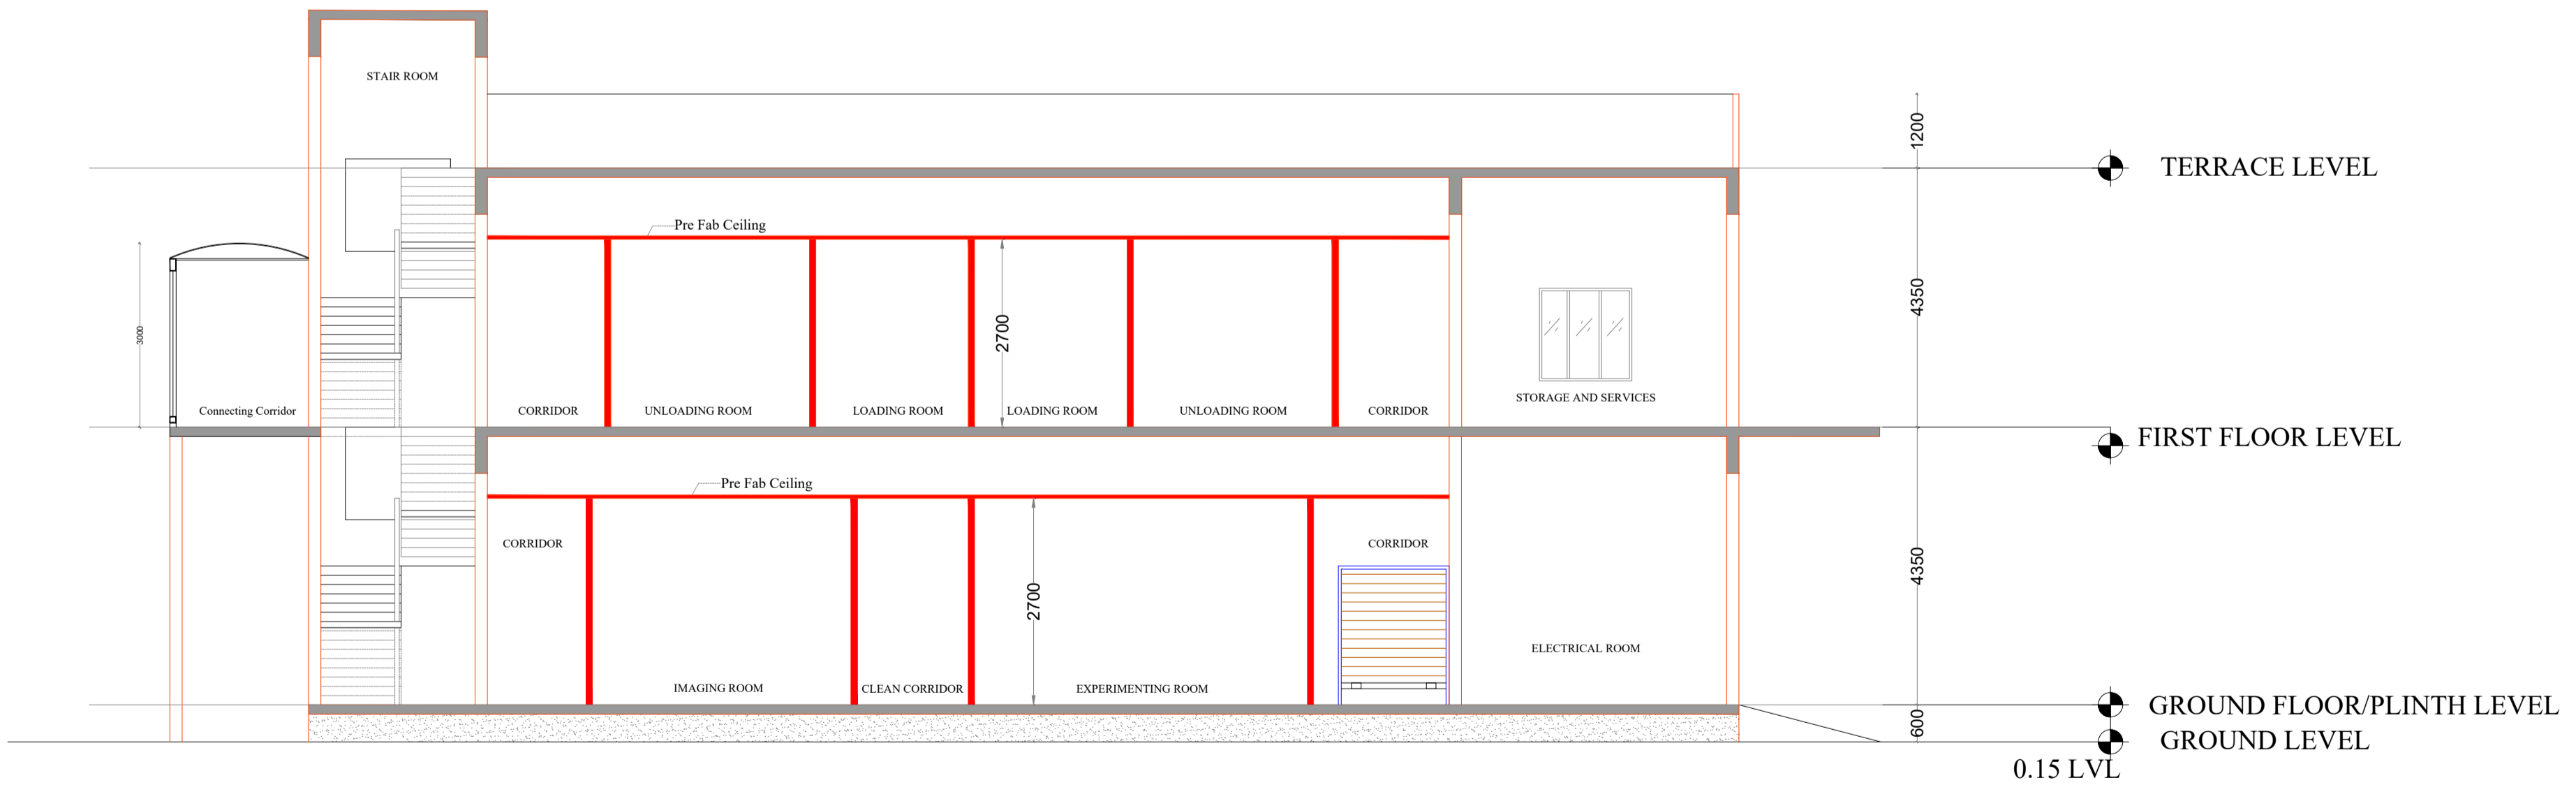 STAIR ROOM
1200
TERRACE LEVEL
Pre Fab Ceiling
3000
2700
4350
STORAGE AND SERVICES
Connecting Corridor
CORRIDOR
UNLOADING ROOM
LOADING ROOM
LOADING ROOM
UNLOADING ROOM
CORRIDOR
FIRST FLOOR LEVEL
Pre Fab Ceiling
CORRIDOR
CORRIDOR
4350
2700
ELECTRICAL ROOM
IMAGING ROOM
CLEAN CORRIDOR
EXPERIMENTING ROOM
GROUND FLOOR/PLINTH LEVEL
600
GROUND LEVEL
0.15 LVL